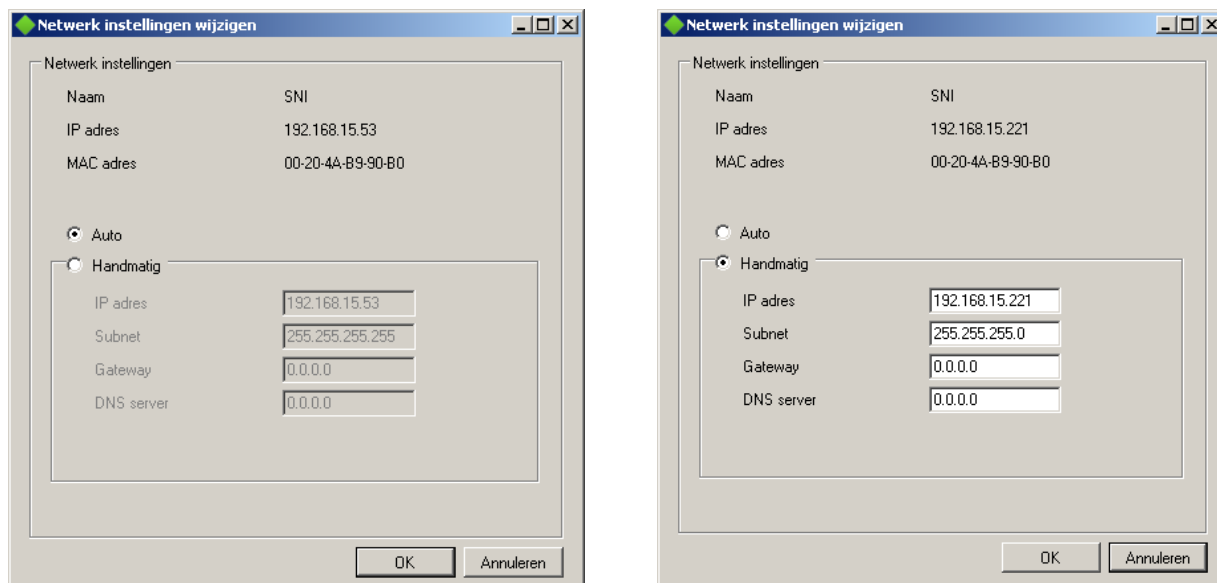 Netwerk instellingen wijzigen
Netwerk instellingen
Naam SNI
IP adres 192.168.15.53
MAC adres 00-20-4A-B9-90-B0
Auto
Handmatig
IP adres 192.168.15.53
Subnet 255.255.255.255
Gateway 0.0.0.0
DNS server 0.0.0.0
OK Annuleren
Netwerk instellingen wijzigen
Netwerk instellingen
Naam SNI
IP adres 192.168.15.221
MAC adres 00-20-4A-B9-90-B0
Auto
Handmatig
IP adres 192.168.15.221
Subnet 255.255.255.0
Gateway 0.0.0.0
DNS server 0.0.0.0
OK Annuleren